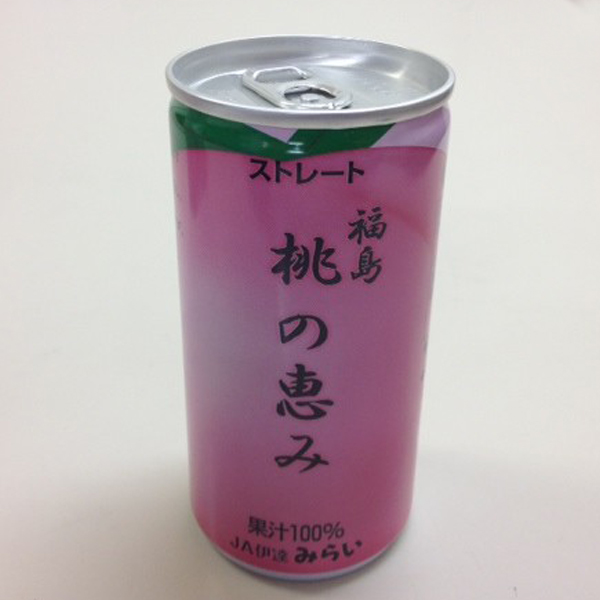 ストレート
福島
桃の恵み
果汁100%
JA伊達みらい